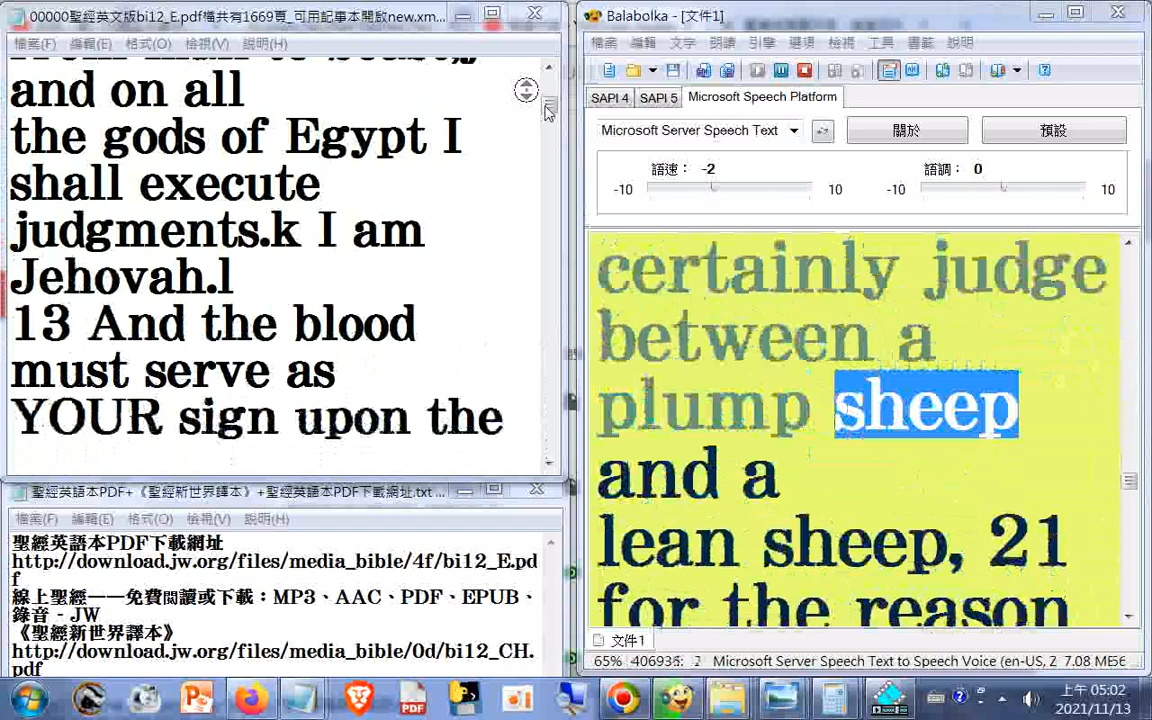 00000聖經英文版bi12_E.pdf檔共有1669頁_可用記事本開啟new.xm...
檔案(F) 編輯(E) 格式(O) 檢視(V) 說明(H)
and on all
the gods of Egypt I
shall execute
judgments.k I am
Jehovah.l
13 And the blood
must serve as
YOUR sign upon the
聖經英語本PDF+《聖經新世界譯本》+聖經英語本PDF下載網址.txt ...
檔案(F) 編輯(E) 格式(O) 檢視(V) 說明(H)
聖經英語本PDF下載網址
http://download.jw.org/files/media_bible/4f/bi12_E.pd
f
線上聖經——免費閱讀或下載：MP3、AAC、PDF、EPUB、
錄音 - JW
《聖經新世界譯本》
http://download.jw.org/files/media_bible/0d/bi12_CH.
pdf
Balabolka - [文件1]
檔案 編輯 文字 朗讀 引擎 選項 檢視 工具 書籤 說明
SAPI 4 SAPI 5 Microsoft Speech Platform
Microsoft Server Speech Text 關於 預設
語速： -2 語調： 0
-10 10 -10 10
certainly judge
between a
plump sheep
and a
lean sheep, 21
for the reason
文件1
65% Microsoft Server Speech Text to Speech Voice (en-US, 7.08 MB
PDF
上午 05:02
2021/11/13